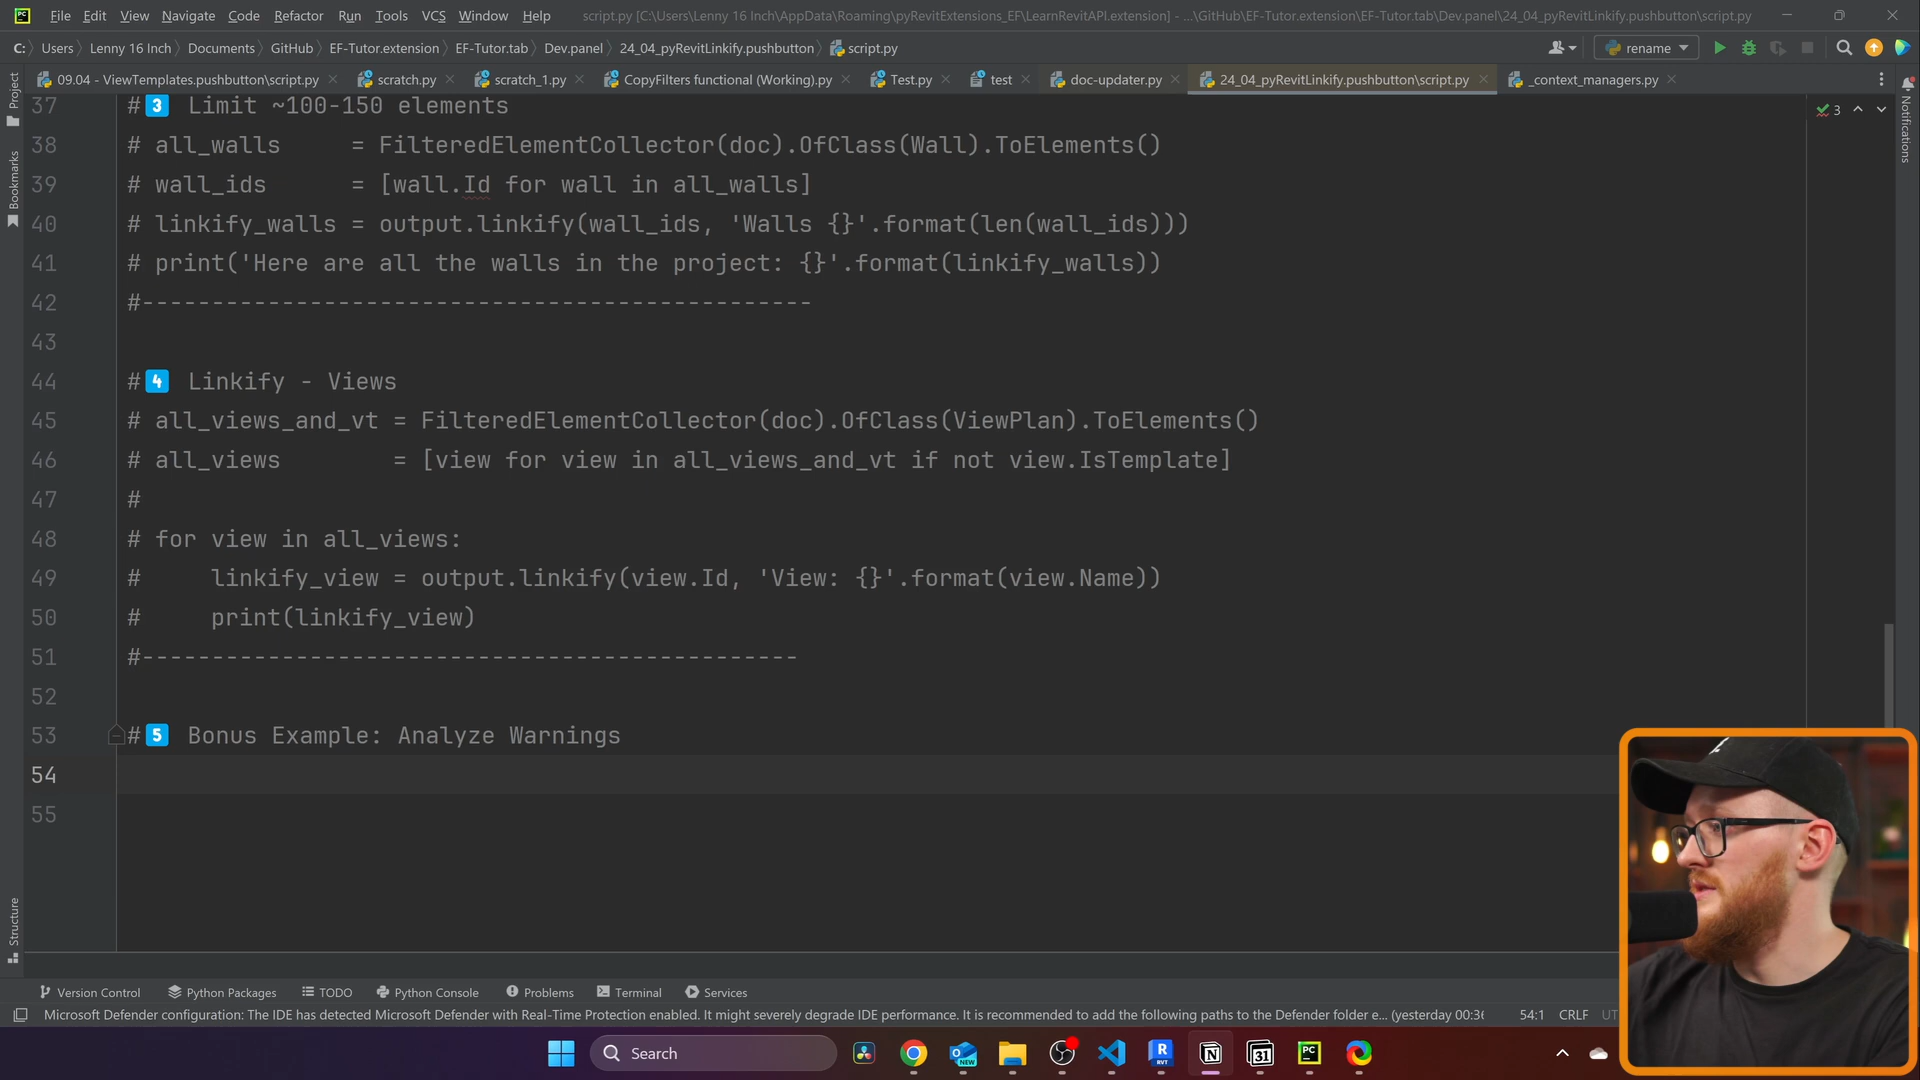 File Edit View Navigate Code Refactor Run Tools VCS Window Help script.py [C:\Users\Lenny 16 Inch\AppData\Roaming\pyRevitExtensions_EF\LearnRevitAPI.extension] - ...\GitHub\EF-Tutor.extension\EF-Tutor.tab\Dev.panel\24_04_pyRevitLinkify.pushbutton\script.py
C: Users Lenny 16 Inch Documents GitHub EF-Tutor.extension EF-Tutor.tab Dev.panel 24_04_pyRevitLinkify.pushbutton script.py rename
09.04 - ViewTemplates.pushbutton\script.py scratch.py scratch_1.py CopyFilters functional (Working).py Test.py test doc-updater.py 24_04_pyRevitLinkify.pushbutton\script.py _context_managers.py
Project
Bookmarks
Structure
Notifications
3
37 #3 Limit ~100-150 elements
38 # all_walls = FilteredElementCollector(doc).OfClass(Wall).ToElements()
39 # wall_ids = [wall.Id for wall in all_walls]
40 # linkify_walls = output.linkify(wall_ids, 'Walls {}'.format(len(wall_ids)))
41 # print('Here are all the walls in the project: {}'.format(linkify_walls))
42 #------------------------------------------------
43
44 #4 Linkify - Views
45 # all_views_and_vt = FilteredElementCollector(doc).OfClass(ViewPlan).ToElements()
46 # all_views = [view for view in all_views_and_vt if not view.IsTemplate]
47 #
48 # for view in all_views:
49 # linkify_view = output.linkify(view.Id, 'View: {}'.format(view.Name))
50 # print(linkify_view)
51 #-----------------------------------------------
52
53 #5 Bonus Example: Analyze Warnings
54
55
Version Control Python Packages TODO Python Console Problems Terminal Services
Microsoft Defender configuration: The IDE has detected Microsoft Defender with Real-Time Protection enabled. It might severely degrade IDE performance. It is recommended to add the following paths to the Defender folder e... (yesterday 00:36 54:1 CRLF UT
Search